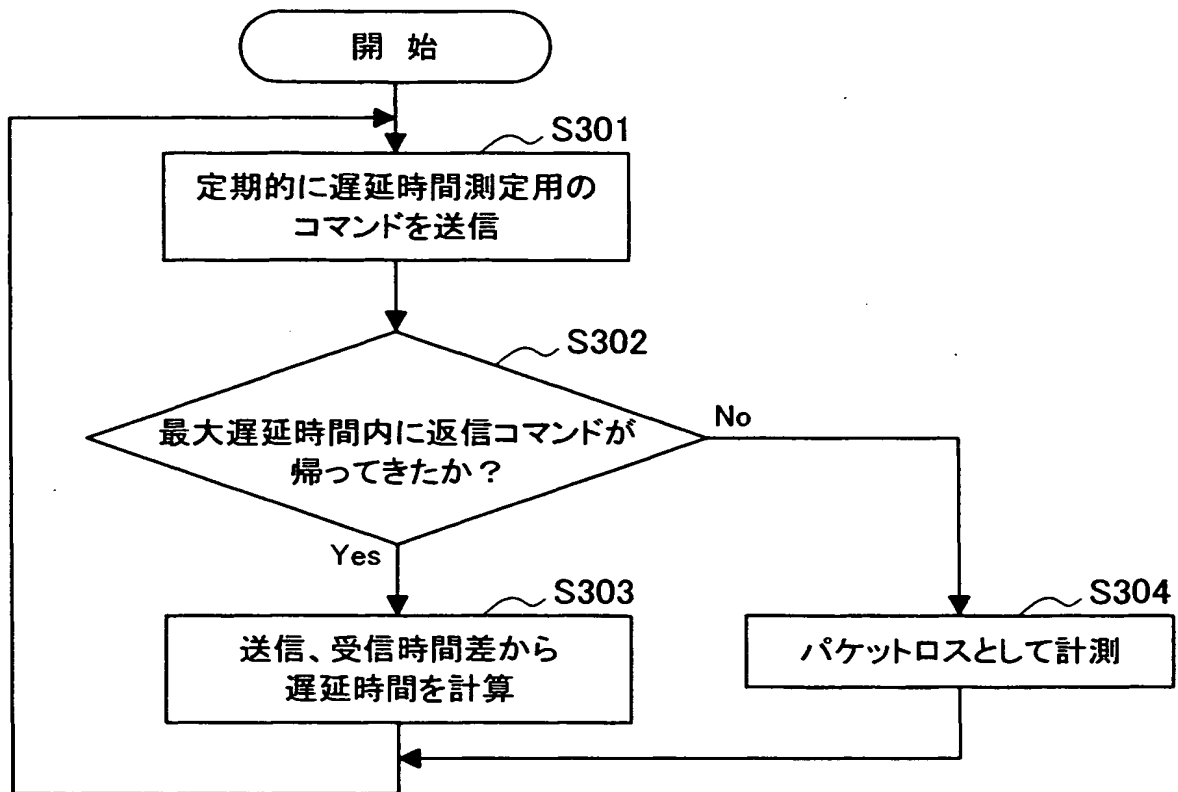 開 始
S301
定期的に遅延時間測定用の
コマンドを送信
S302
最大遅延時間内に返信コマンドが
帰ってきたか？
No
Yes
S303
送信、受信時間差から
遅延時間を計算
S304
パケットロスとして計測